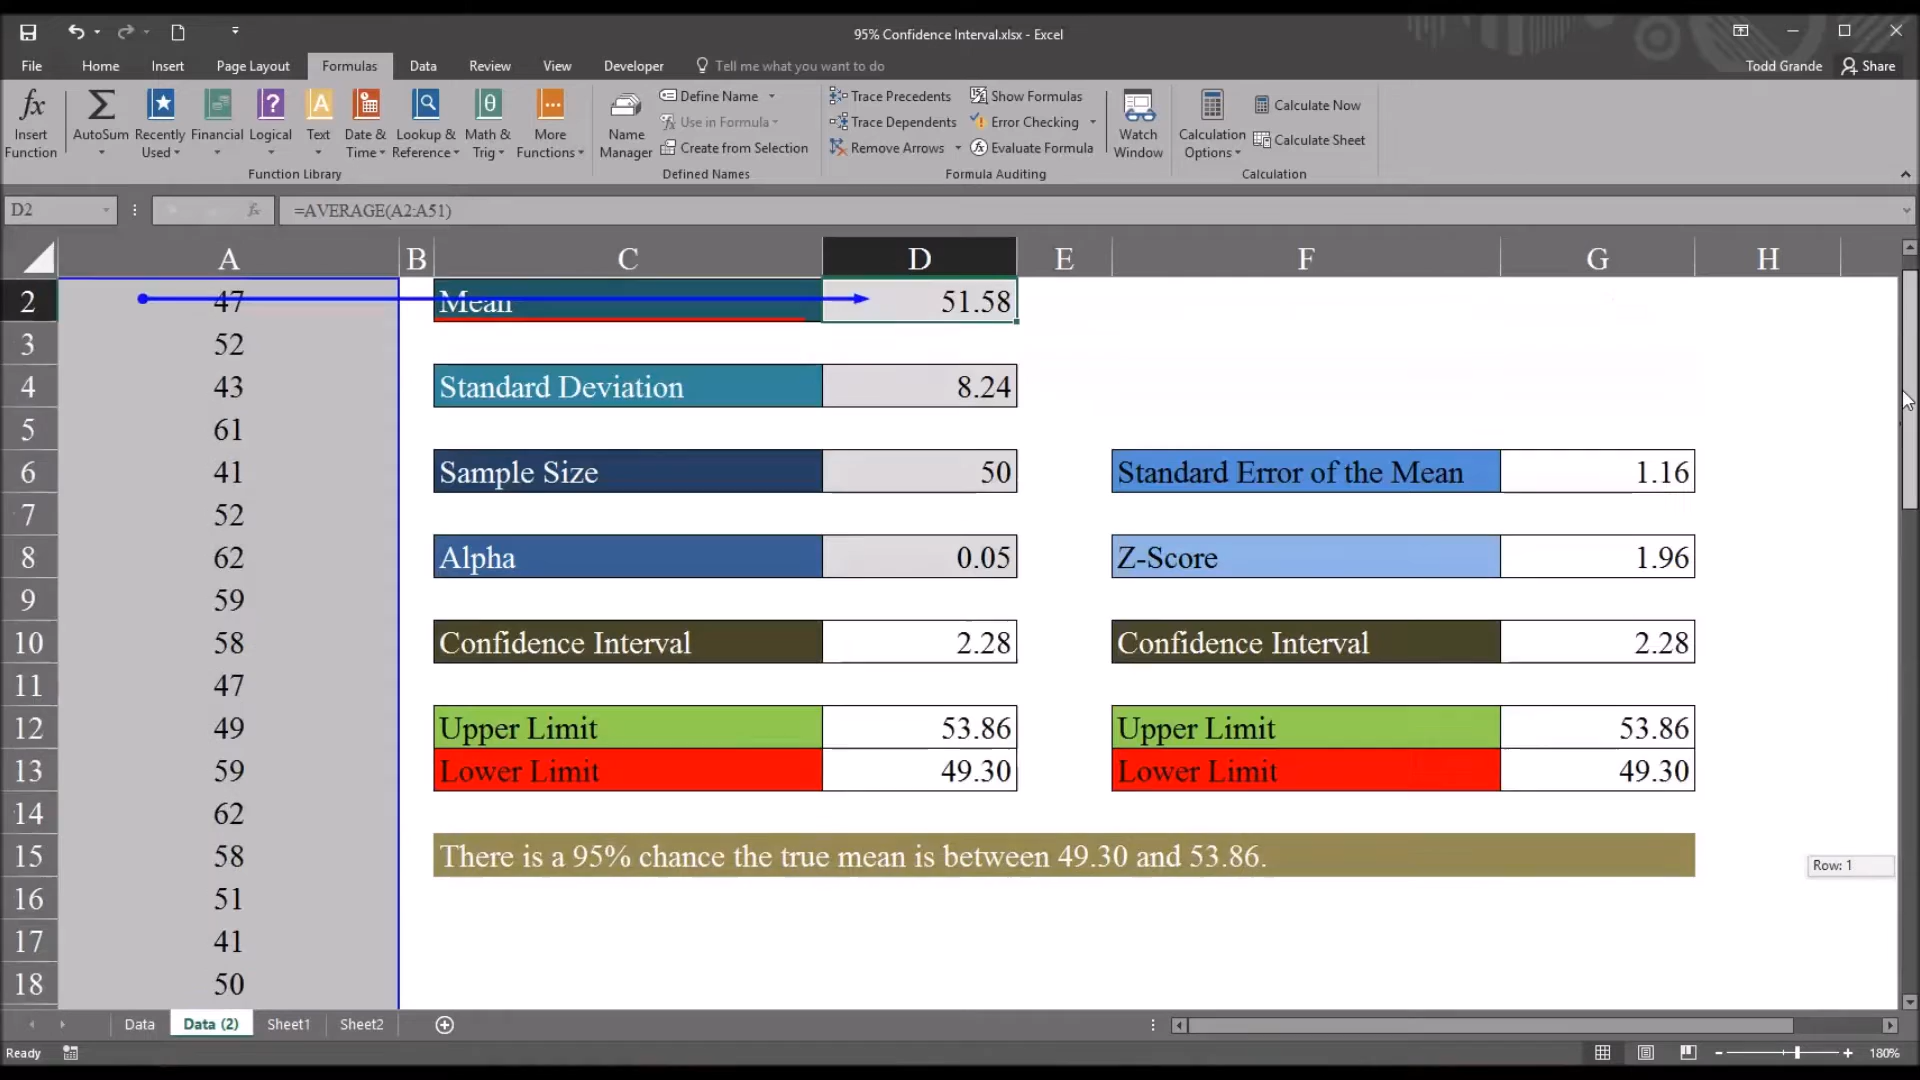 95% Confidence Interval.xlsx - Excel
File Home Insert Page Layout Formulas Data Review View Developer Tell me what you want to do Todd Grande Share
Insert Function
AutoSum
Recently Used
Financial
Logical
Text
Date & Time
Lookup & Reference
Math & Trig
More Functions
Function Library
Name Manager
Define Name
Use in Formula
Create from Selection
Defined Names
Trace Precedents
Trace Dependents
Remove Arrows
Show Formulas
Error Checking
Evaluate Formula
Formula Auditing
Watch Window
Calculation Options
Calculate Now
Calculate Sheet
Calculation
D2 fx =AVERAGE(A2:A51)
A B C D E F G H
2 47 Mean 51.58
3 52
4 43 Standard Deviation 8.24
5 61
6 41 Sample Size 50 Standard Error of the Mean 1.16
7 52
8 62 Alpha 0.05 Z-Score 1.96
9 59
10 58 Confidence Interval 2.28 Confidence Interval 2.28
11 47
12 49 Upper Limit 53.86 Upper Limit 53.86
13 59 Lower Limit 49.30 Lower Limit 49.30
14 62
15 58 There is a 95% chance the true mean is between 49.30 and 53.86.
Row: 1
16 51
17 41
18 50
Data Data (2) Sheet1 Sheet2
Ready 180%